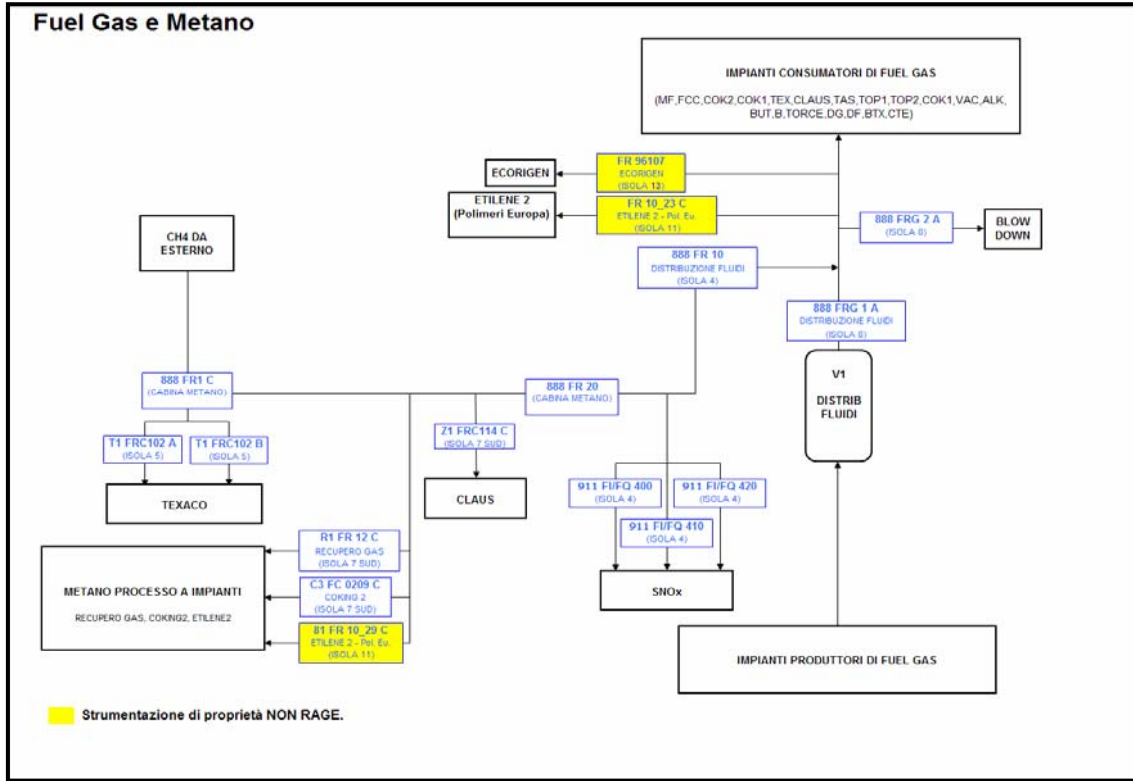 Fuel Gas e Metano
IMPIANTI CONSUMATORI DI FUEL GAS
(MF,FCC,COK2,COK1,TEX,CLAUS,TAS,TOP1,TOP2,COK1,VAC,ALK,
BUT,B,TORCE,DG,DF,BTX,CTE)
ECORIGEN
FR 96107
ECORIGEN
(ISOLA 13)
ETILENE 2
(Polimeri Europa)
FR 10_23 C
ETILENE 2 - Pol. Eu.
(ISOLA 11)
888 FRG 2 A
(ISOLA 8)
BLOW
DOWN
CH4 DA
ESTERNO
888 FR 10
DISTRIBUZIONE FLUIDI
(ISOLA 4)
888 FRG 1 A
DISTRIBUZIONE FLUIDI
(ISOLA 8)
V1
DISTRIB
FLUIDI
888 FR1 C
(CABINA METANO)
888 FR 20
(CABINA METANO)
T1 FRC102 A
(ISOLA 5)
T1 FRC102 B
(ISOLA 5)
Z1 FRC114 C
(ISOLA 7 SUD)
TEXACO
CLAUS
911 FI/FQ 400
(ISOLA 4)
911 FI/FQ 420
(ISOLA 4)
911 FI/FQ 410
(ISOLA 4)
SNOx
R1 FR 12 C
RECUPERO GAS
(ISOLA 7 SUD)
METANO PROCESSO A IMPIANTI
RECUPERO GAS, COKING2, ETILENE2
C3 FC 0209 C
COKING 2
(ISOLA 7 SUD)
81 FR 10_29 C
ETILENE 2 - Pol. Eu.
(ISOLA 11)
IMPIANTI PRODUTTORI DI FUEL GAS
Strumentazione di proprietà NON RAGE.